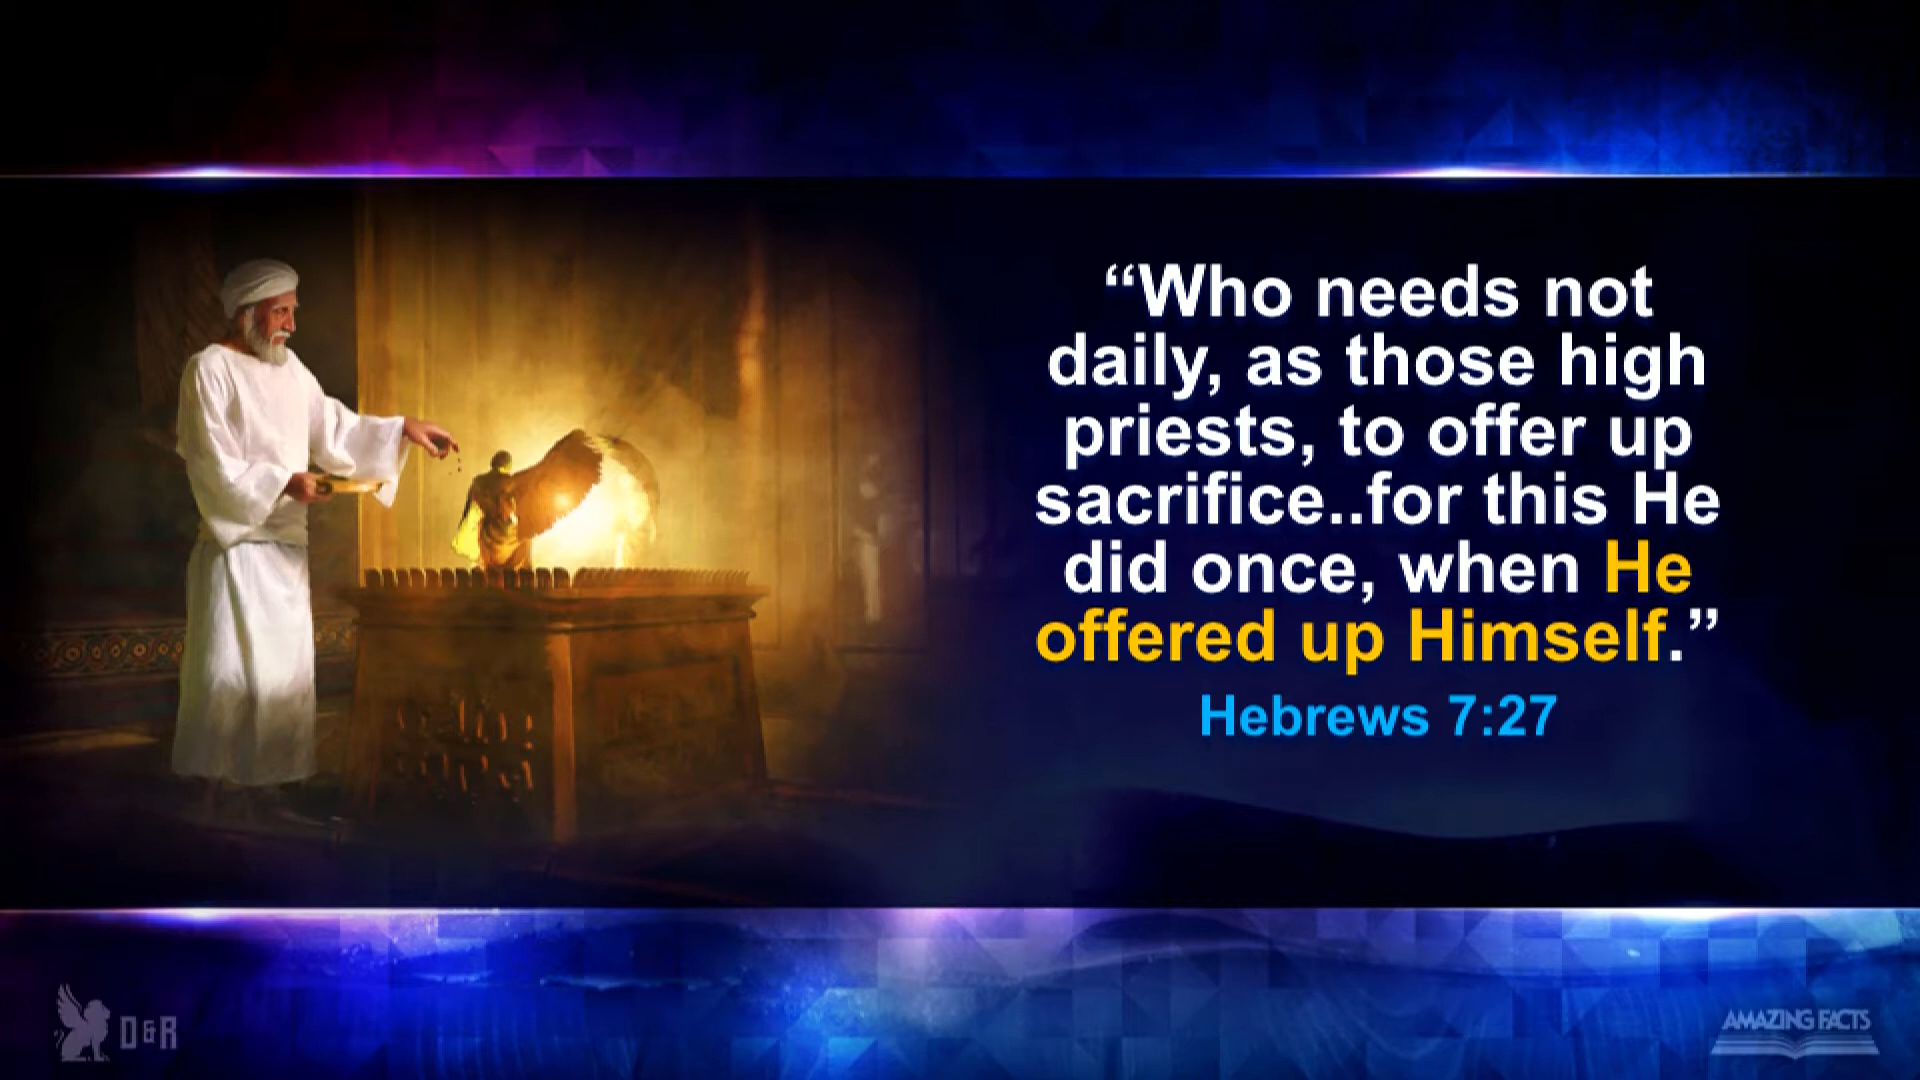 “Who needs not
daily, as those high
priests, to offer up
sacrifice..for this He
did once, when He
offered up Himself.”
Hebrews 7:27
D&R
AMAZING FACTS